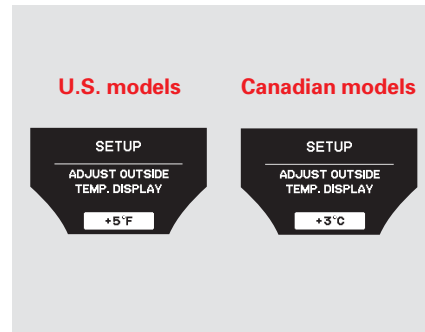 U.S. models
SETUP
ADJUST OUTSIDE
TEMP. DISPLAY
+5°F
Canadian models
SETUP
ADJUST OUTSIDE
TEMP. DISPLAY
+3°C